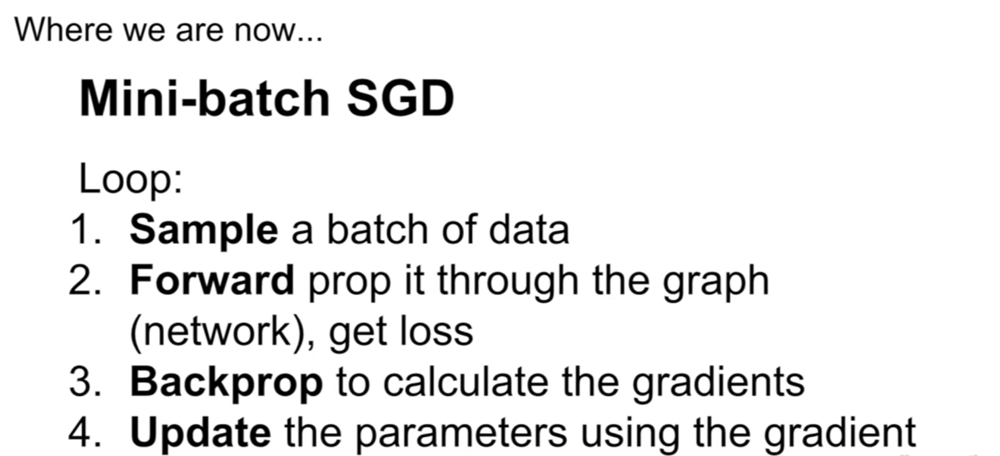 Where we are now...
Mini-batch SGD
Loop:
1. Sample a batch of data
2. Forward prop it through the graph
(network), get loss
3. Backprop to calculate the gradients
4. Update the parameters using the gradient